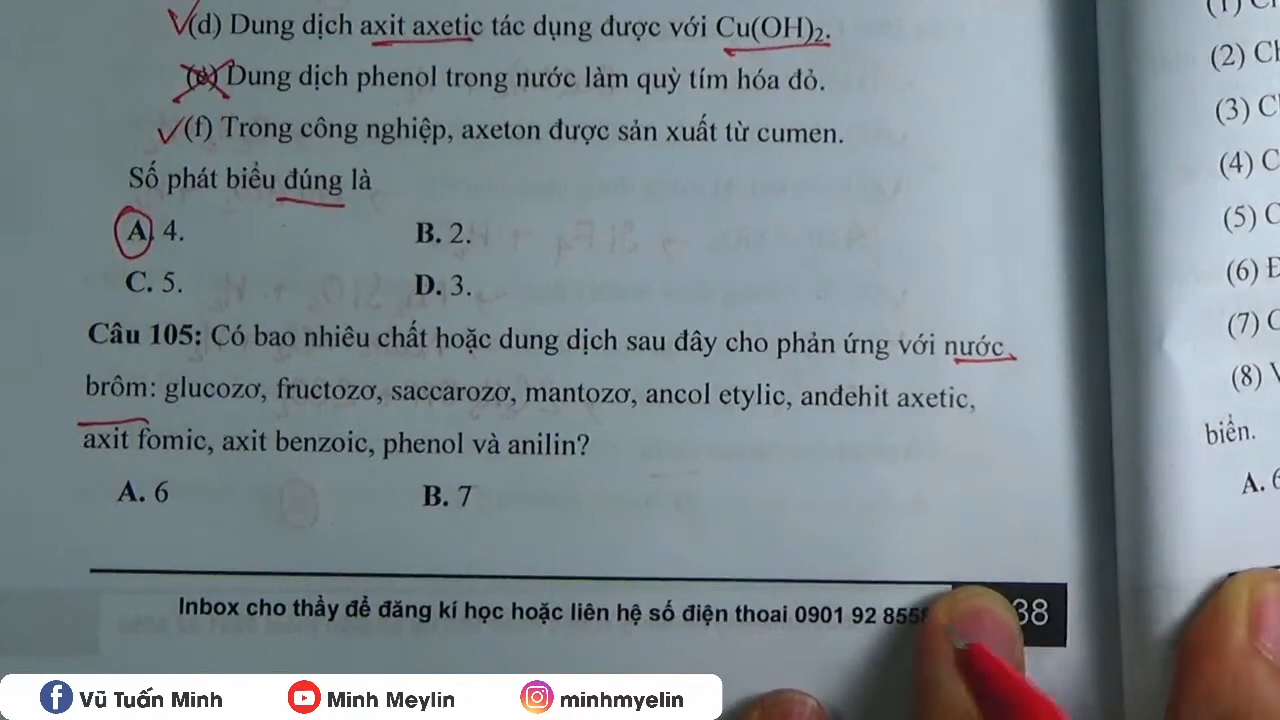 (d) Dung dịch axit axetic tác dụng được với Cu(OH)₂.
(e) Dung dịch phenol trong nước làm quỳ tím hóa đỏ.
(f) Trong công nghiệp, axeton được sản xuất từ cumen.
Số phát biểu đúng là
A. 4. B. 2.
C. 5. D. 3.
Câu 105: Có bao nhiêu chất hoặc dung dịch sau đây cho phản ứng với nước
brôm: glucozơ, fructozơ, saccarozơ, mantozơ, ancol etylic, anđehit axetic,
axit fomic, axit benzoic, phenol và anilin?
A. 6 B. 7
Inbox cho thầy để đăng kí học hoặc liên hệ số điện thoai 0901 92 855
38
(2)
(3) C
(4) C
(5) C
(6)
(7) C
(8)
biển.
A.
Vũ Tuấn Minh
Minh Meylin
minhmyelin